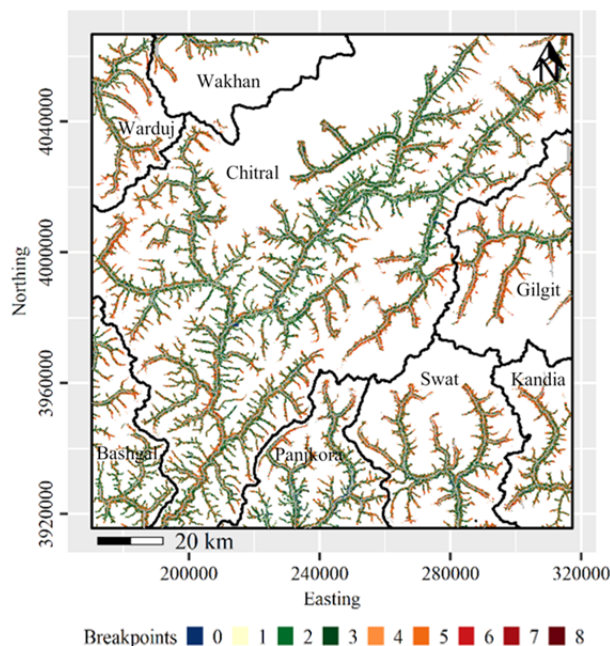 N
Wakhan
4040000
Warduj
Chitral
4000000
Northing
Gilgit
3960000
Swat
Kandia
Bashgal
Panjkora
3920000
20 km
200000 240000 280000 320000
Easting
Breakpoints 0 1 2 3 4 5 6 7 8